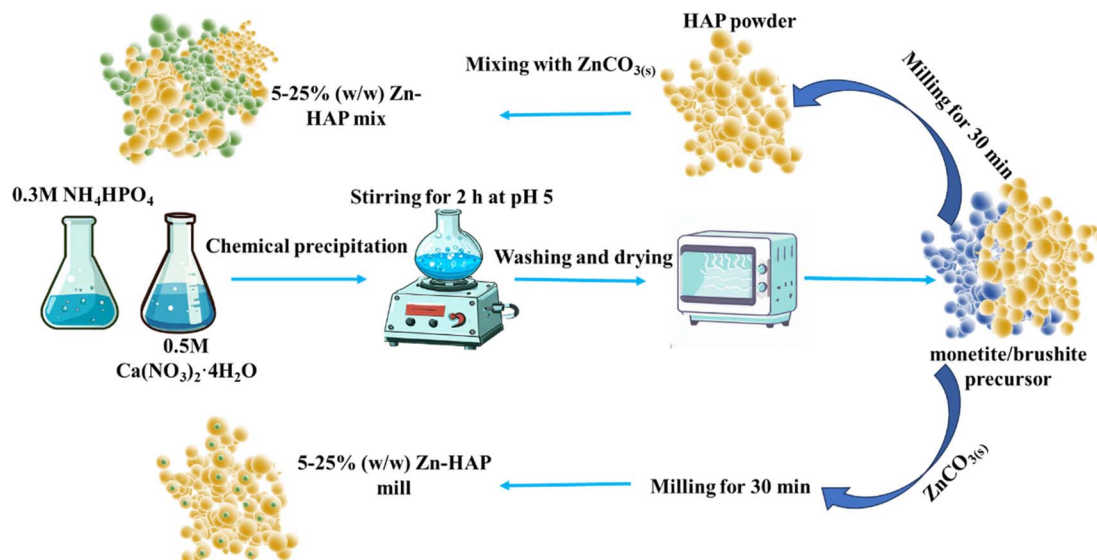 HAP powder
Mixing with ZnCO3(s)
Milling for 30 min
5-25% (w/w) Zn-
HAP mix
0.3M NH4HPO4
Stirring for 2 h at pH 5
Chemical precipitation
Washing and drying
0.5M
Ca(NO3)2·4H2O
monetite/brushite
precursor
ZnCO3(s)
Milling for 30 min
5-25% (w/w) Zn-HAP
mill